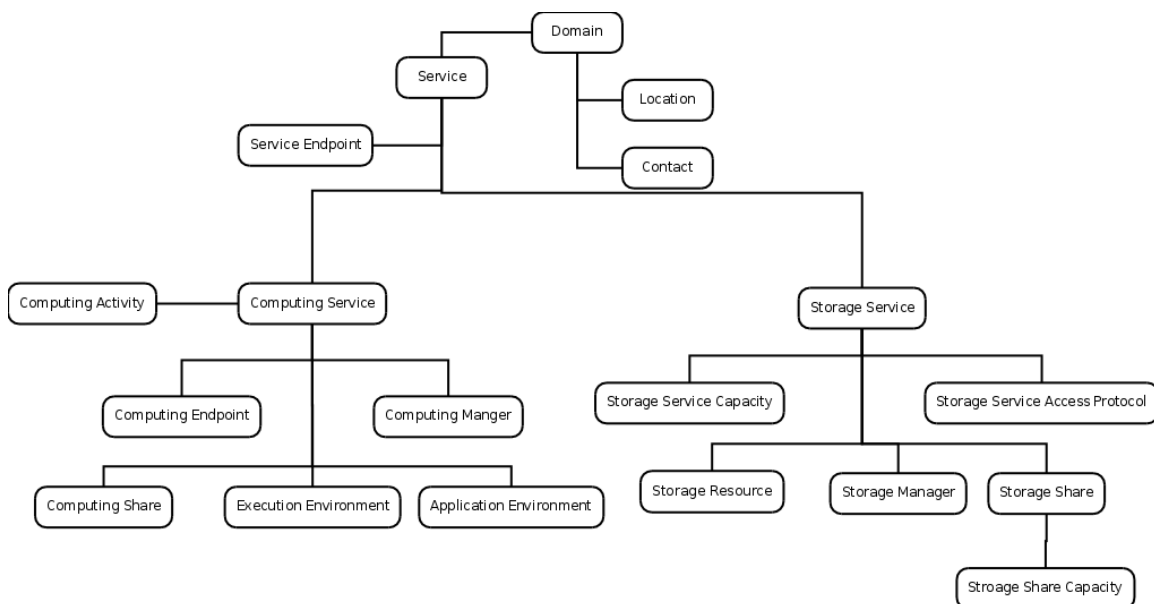 Domain
Service
Location
Service Endpoint
Contact
Computing Activity
Computing Service
Storage Service
Computing Endpoint
Computing Manger
Storage Service Capacity
Storage Service Access Protocol
Computing Share
Execution Environment
Application Environment
Storage Resource
Storage Manager
Storage Share
Stroage Share Capacity